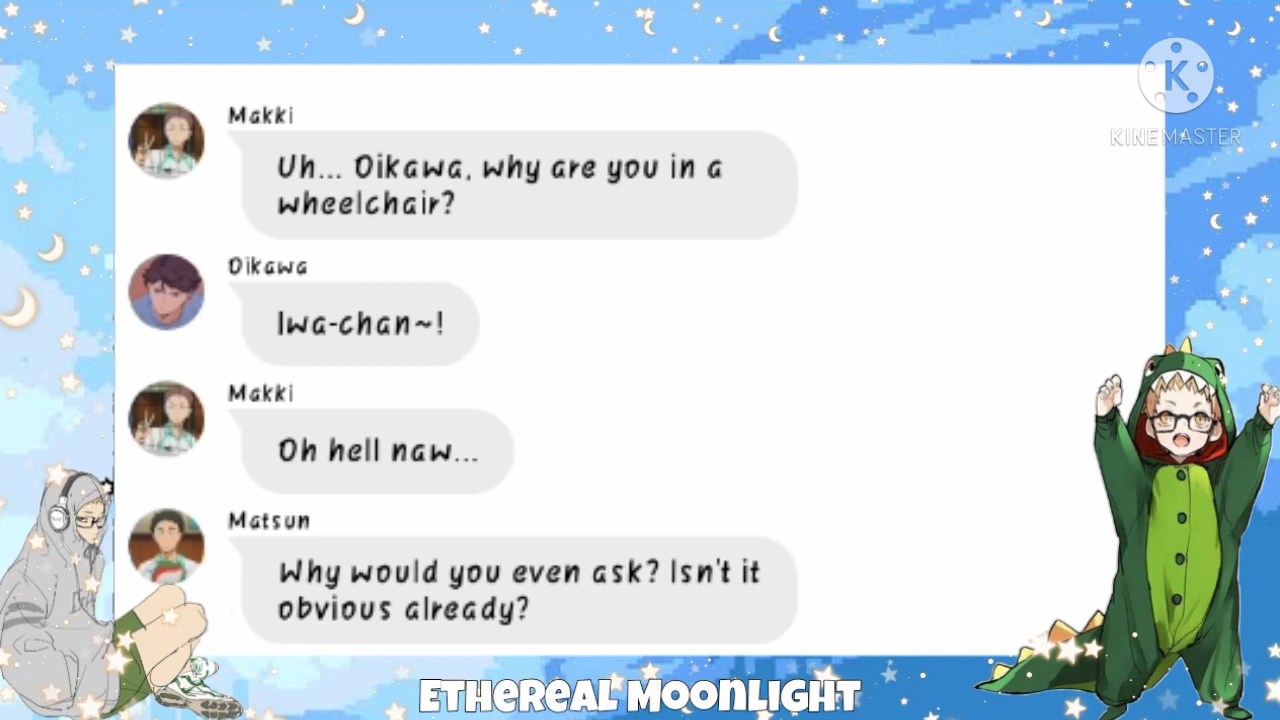 K
KINEMASTER
Makki
Uh... Oikawa, why are you in a
wheelchair?
Oikawa
Iwa-chan~!
Makki
Oh hell naw...
Matsun
Why would you even ask? Isn't it
obvious already?
Ethereal Moonlight